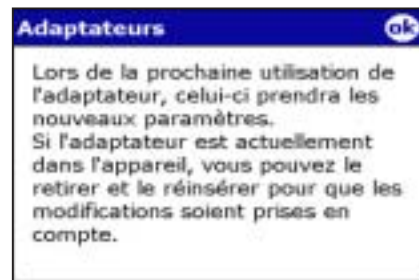 Adaptateurs ok
Lors de la prochaine utilisation de
l'adaptateur, celui-ci prendra les
nouveaux paramètres.
Si l'adaptateur est actuellement
dans l'appareil, vous pouvez le
retirer et le réinsérer pour que les
modifications soient prises en
compte.